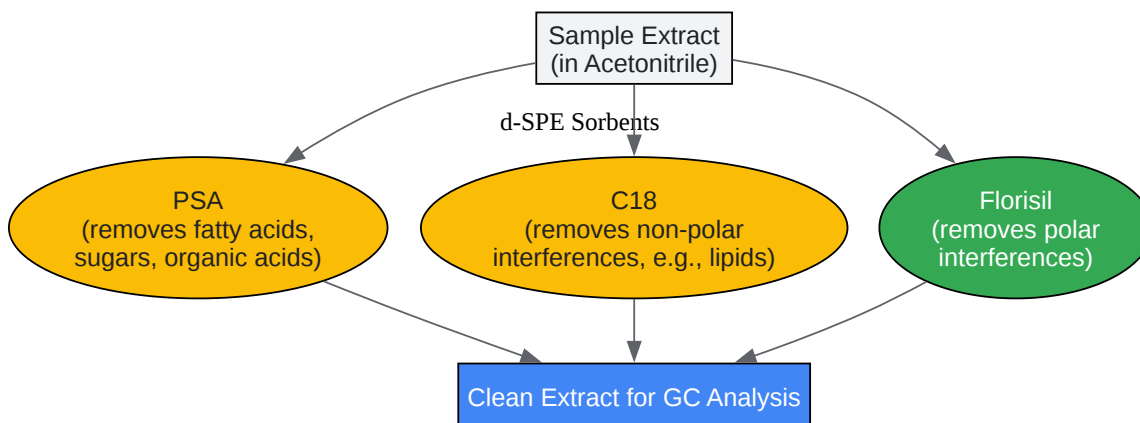 Sample Extract
(in Acetonitrile)
d-SPE Sorbents
PSA
(removes fatty acids,
sugars, organic acids)
C18
(removes non-polar
interferences, e.g., lipids)
Florisil
(removes polar
interferences)
Clean Extract for GC Analysis